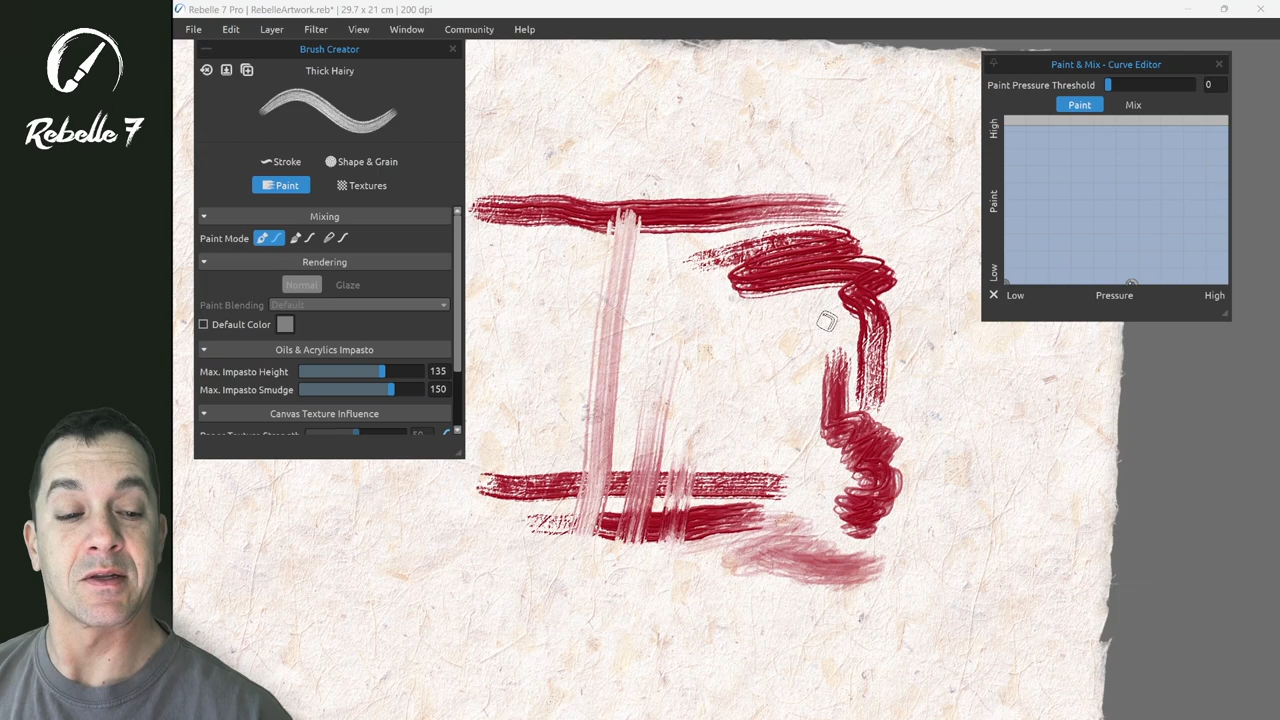 Rebelle 7 Pro | RebelleArtwork.reb* | 29.7 x 21 cm | 200 dpi
File Edit Layer Filter View Window Community Help
Rebelle 7
Brush Creator
Thick Hairy
Stroke Shape & Grain
Paint Textures
Mixing
Paint Mode
Rendering
Normal Glaze
Paint Blending Default
Default Color
Oils & Acrylics Impasto
Max. Impasto Height 135
Max. Impasto Smudge 150
Canvas Texture Influence
Paint & Mix - Curve Editor
Paint Pressure Threshold 0
Paint Mix
High
Paint
Low
Low Pressure High